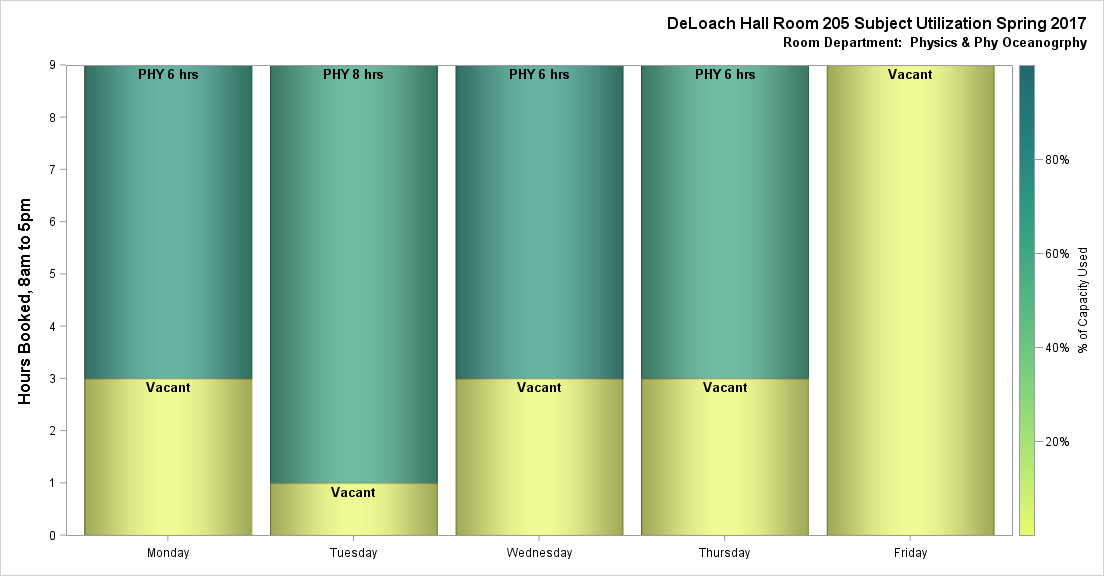 DeLoach Hall Room 205 Subject Utilization Spring 2017
Room Department:  Physics & Phy Oceanogrphy
Hours Booked, 8am to 5pm
9
8
7
6
5
4
3
2
1
0
PHY 6 hrs
PHY 8 hrs
PHY 6 hrs
PHY 6 hrs
Vacant
Vacant
Vacant
Vacant
Vacant
Monday
Tuesday
Wednesday
Thursday
Friday
80%
60%
40%
20%
% of Capacity Used